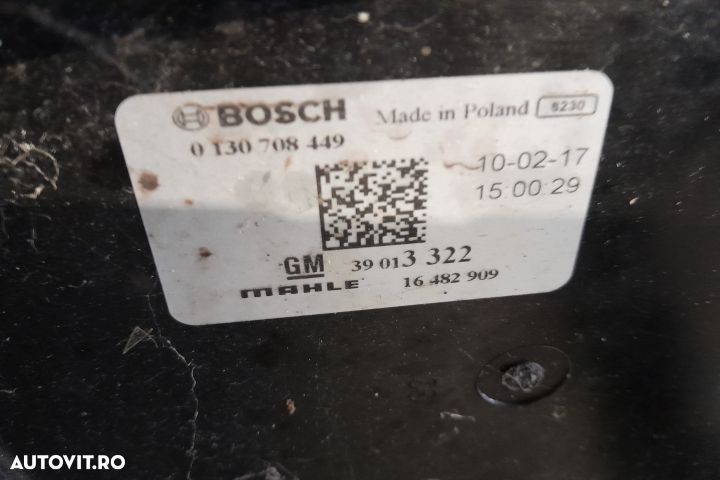 BOSCH Made in Poland 6230
0 130 708 449
10-02-17
15:00:29
GM 39 013 322
MAHLE 16 482 909
AUTOVIT.RO